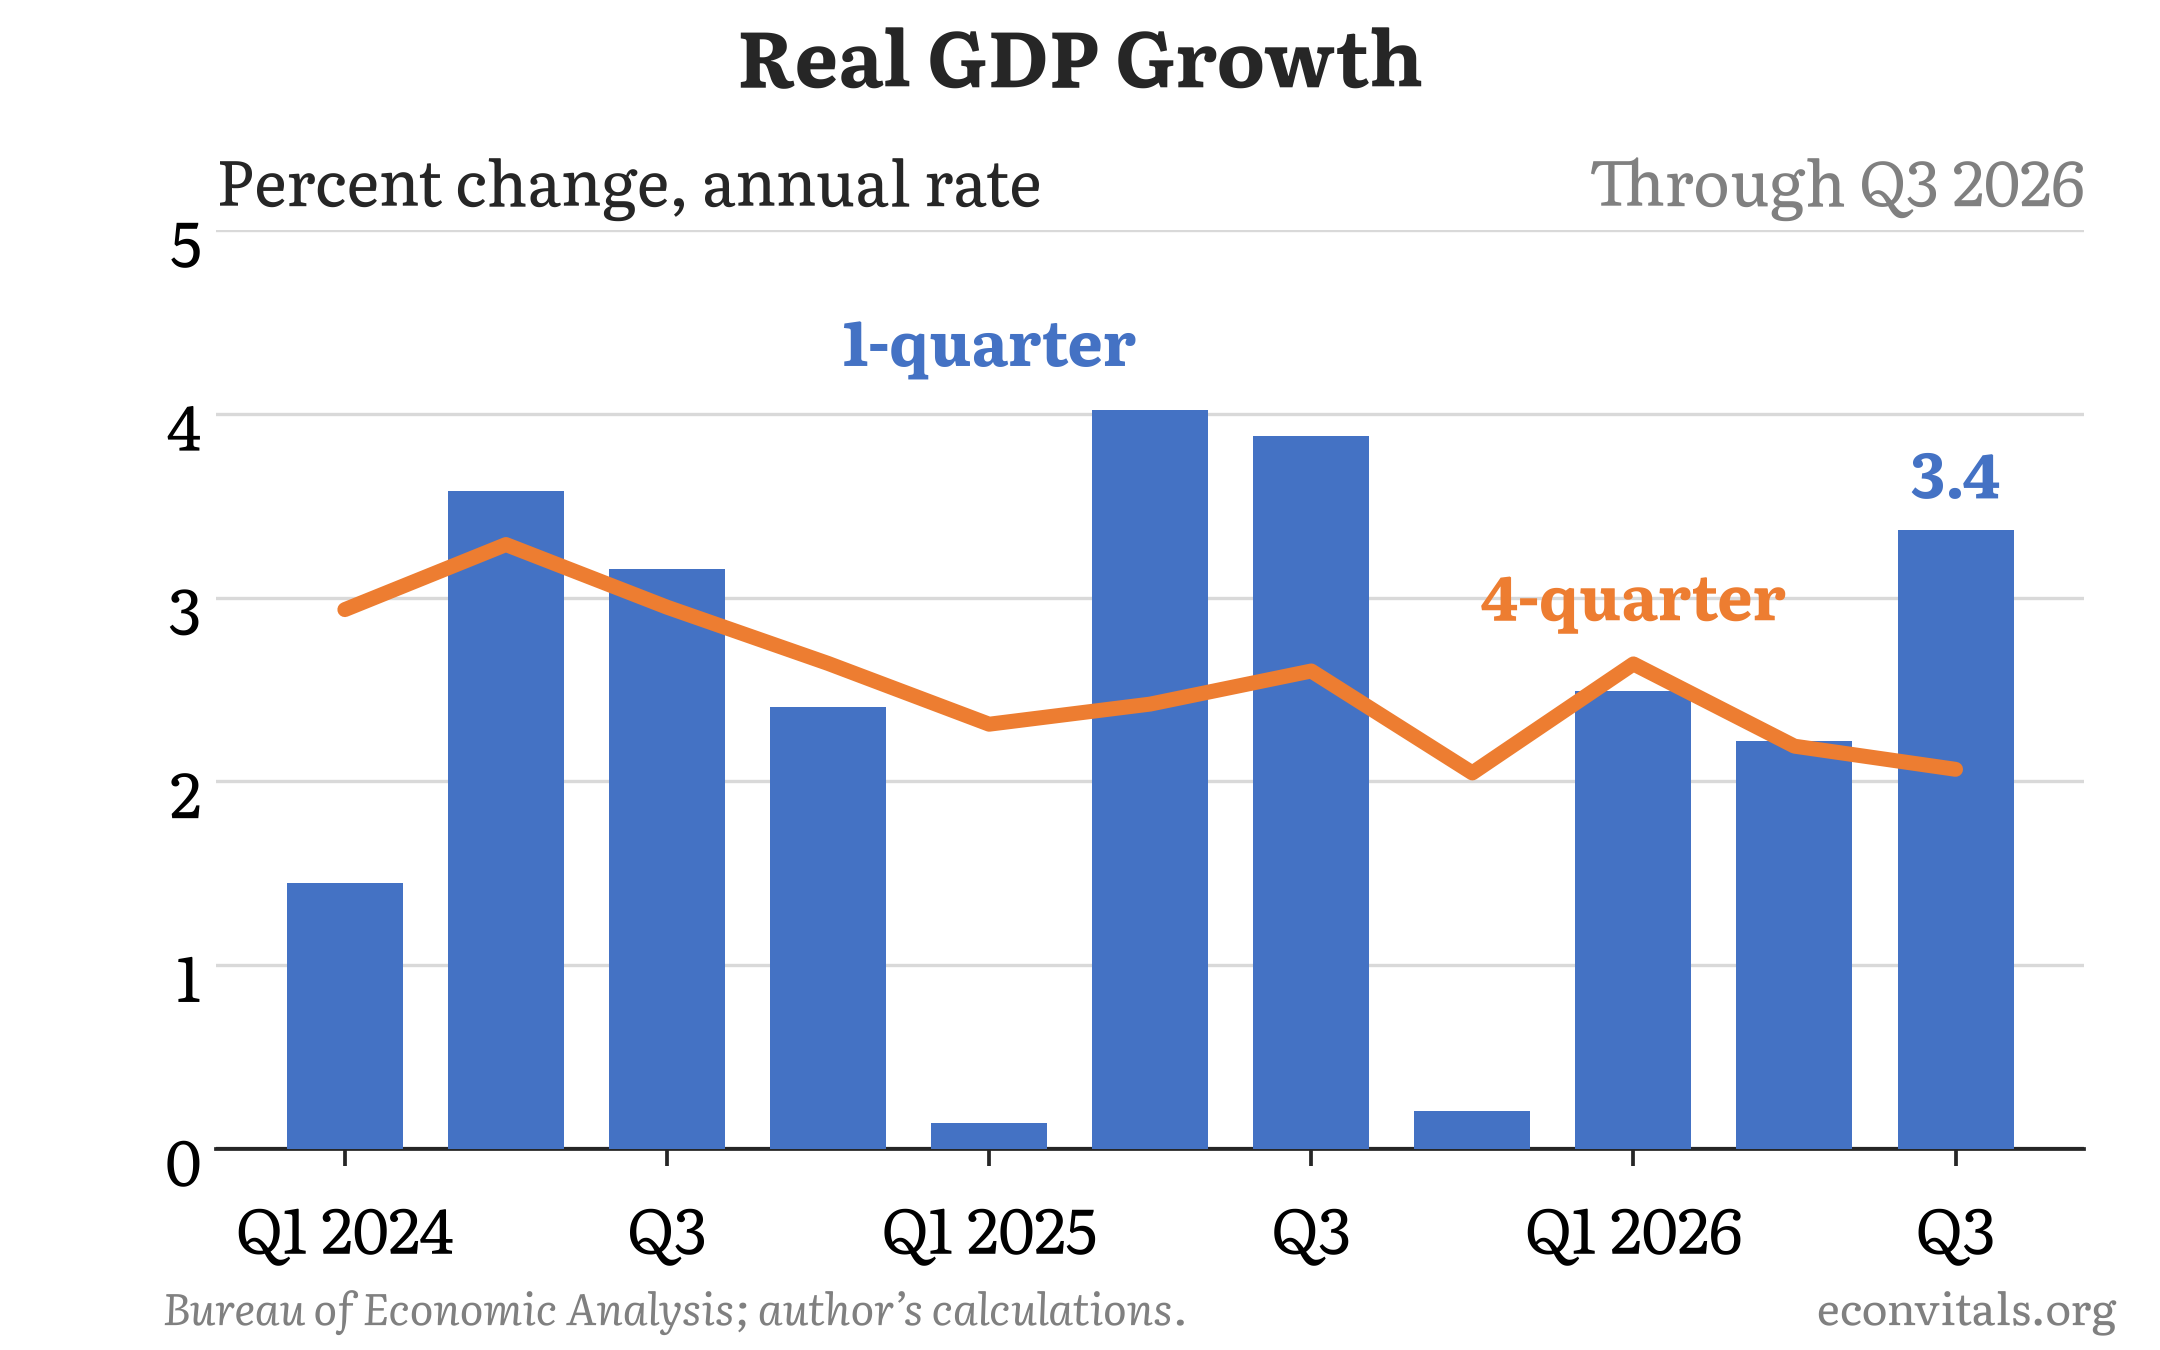 Real GDP Growth
Percent change, annual rate
Through Q3 2026
5
1-quarter
4
3.4
4-quarter
3
2
1
0
Q1 2024
Q3
Q1 2025
Q3
Q1 2026
Q3
Bureau of Economic Analysis; author’s calculations.
econvitals.org